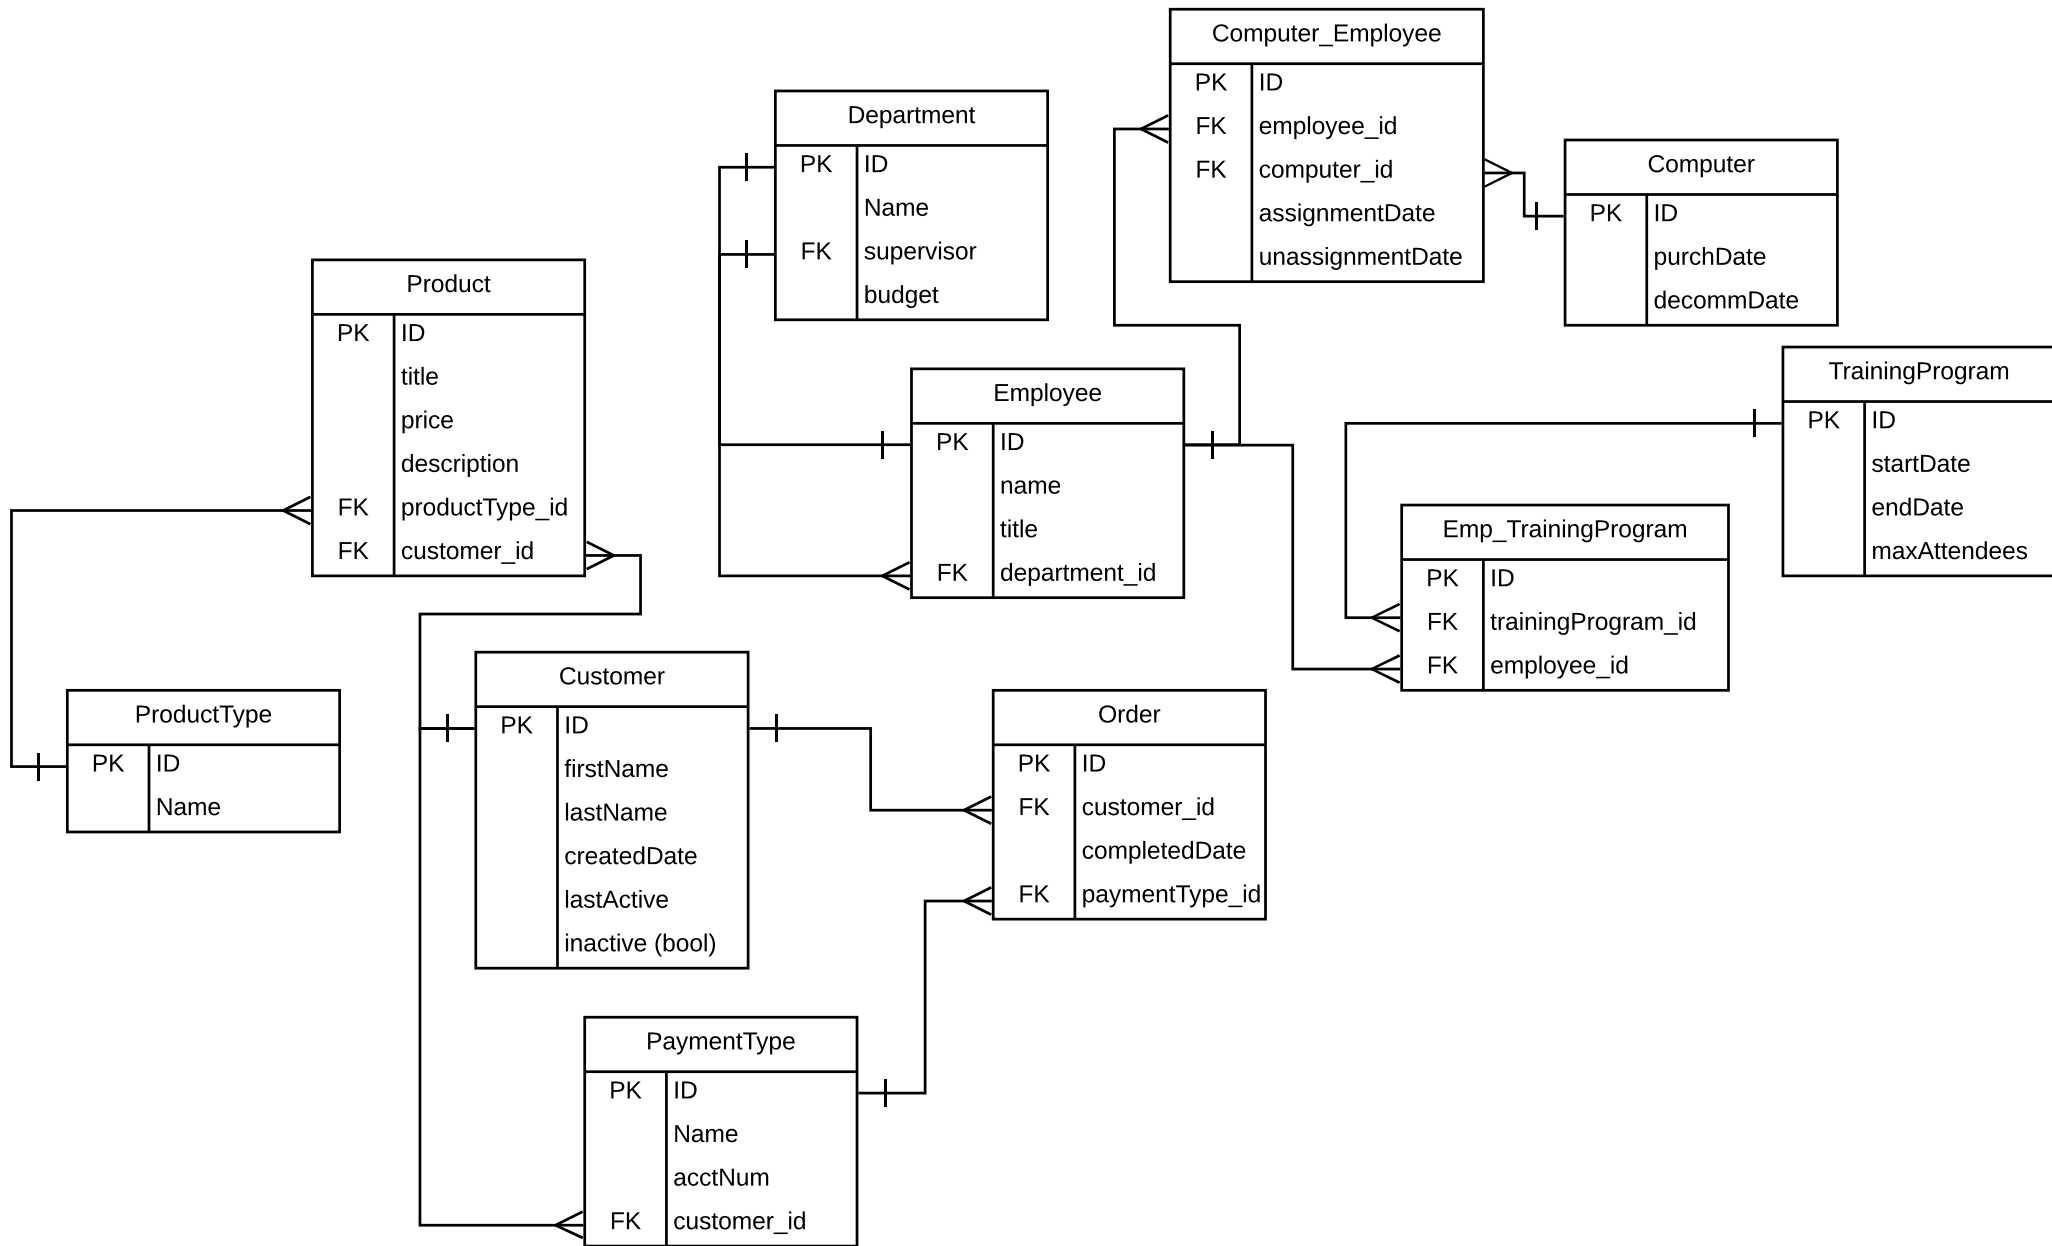 Computer_Employee
PK ID
FK employee_id
FK computer_id
assignmentDate
unassignmentDate
Department
PK ID
Name
FK supervisor
budget
Computer
PK ID
purchDate
decommDate
Product
PK ID
title
price
description
FK productType_id
FK customer_id
Employee
PK ID
name
title
FK department_id
TrainingProgram
PK ID
startDate
endDate
maxAttendees
Emp_TrainingProgram
PK ID
FK trainingProgram_id
FK employee_id
Customer
PK ID
firstName
lastName
createdDate
lastActive
inactive (bool)
ProductType
PK ID
Name
Order
PK ID
FK customer_id
completedDate
FK paymentType_id
PaymentType
PK ID
Name
acctNum
FK customer_id